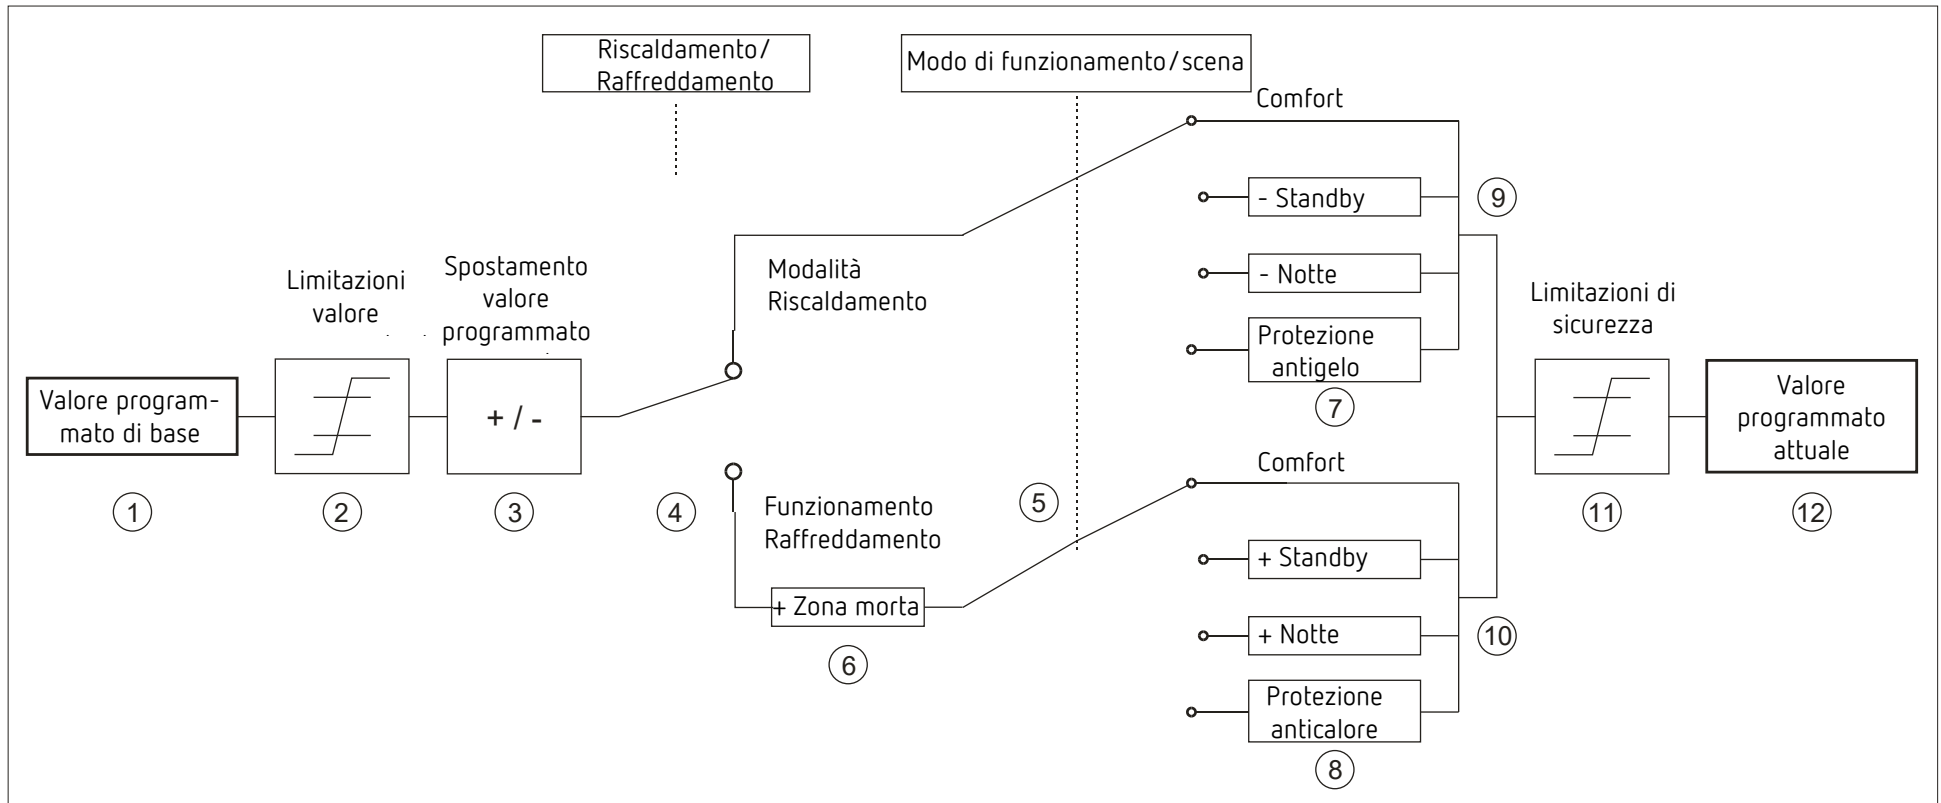 Riscaldamento/
Raffreddamento
Modo di funzionamento/scena
Comfort
- Standby
9
- Notte
Protezione
antigelo
7
Modalità
Riscaldamento
Limitazioni
valore
Spostamento
valore
programmato
Limitazioni di
sicurezza
Valore program-
mato di base
+ / -
Valore
programmato
attuale
1
2
3
4
5
11
12
Comfort
Funzionamento
Raffreddamento
+ Standby
+ Zona morta
6
+ Notte
10
Protezione
anticalore
8